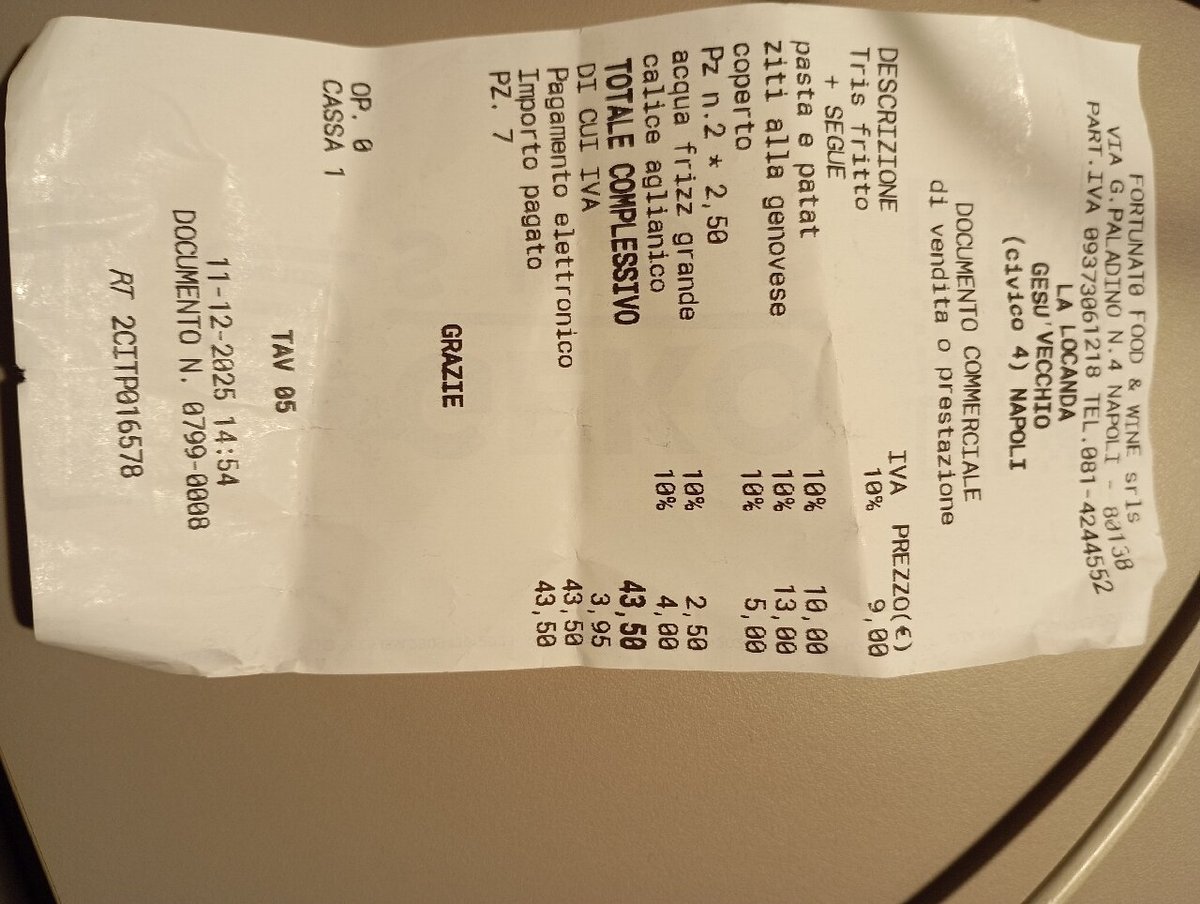 FORTUNATO FOOD & WINE srls
VIA G.PALADINO N.4 NAPOLI - 80138
PART.IVA 09373061218 TEL.081-4244552
LA LOCANDA
GESU'VECCHIO
(civico 4) NAPOLI
DOCUMENTO COMMERCIALE
di vendita o prestazione
DESCRIZIONE IVA PREZZO(€)
Tris fritto 10% 9,00
+ SEGUE
pasta e patat 10% 10,00
ziti alla genovese 10% 13,00
coperto 10% 5,00
Pz n.2 * 2,50
acqua frizz grande 10% 2,50
calice aglianico 10% 4,00
TOTALE COMPLESSIVO 43,50
DI CUI IVA 3,95
Pagamento elettronico 43,50
Importo pagato 43,50
PZ. 7
GRAZIE
OP. 0
CASSA 1
TAV 05
11-12-2025 14:54
DOCUMENTO N. 0799-0008
RT 2CITP016578